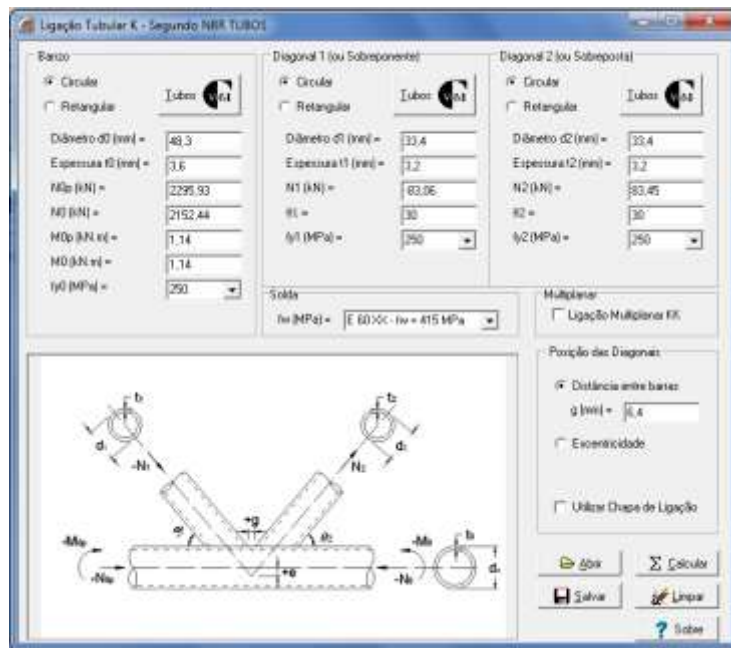 Ligação Tubular K - Segundo NBR TUBOS
Banzo
Circular
Retangular
Tubos
Diâmetro d0 (mm) = 48,3
Espessura t0 (mm) = 3,6
N0p (kN) = 2295,93
N0 (kN) = 2152,44
M0p (kN.m) = 1,14
M0 (kN.m) = 1,14
fy0 (MPa) = 250
Diagonal 1 (ou Sobreponente)
Circular
Retangular
Tubos
Diâmetro d1 (mm) = 33,4
Espessura t1 (mm) = 3,2
N1 (kN) = -83,06
θ1 = 30
fy1 (MPa) = 250
Diagonal 2 (ou Sobreposta)
Circular
Retangular
Tubos
Diâmetro d2 (mm) = 33,4
Espessura t2 (mm) = 3,2
N2 (kN) = 83,45
θ2 = 30
fy2 (MPa) = 250
Solda
fw (MPa) = E 60XX - fw = 415 MPa
Multiplanar
Ligação Multiplanar KK
Posição das Diagonais
Distância entre barras
g (mm) = 6,4
Excentricidade
Utilizar Chapa de Ligação
d₁
-N₁
N₂
+g
θ₂
+e
Abrir
Σ Calcular
Salvar
Limpar
? Sobre